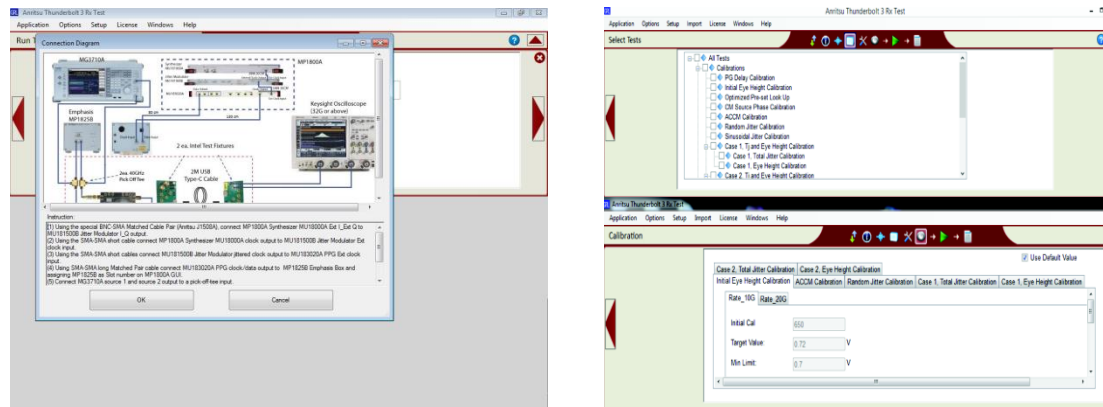 Anritsu Thunderbolt 3 Rx Test
Application Options Setup License Windows Help
Run T
Connection Diagram
MG3710A
MP1800A
Keysight Oscilloscope
(32G or above)
Emphasis
MP1825B
2 ea. Intel Test Fixtures
2ea. 40GHz
Pick Off Tee
2M USB
Type-C Cable
Instruction:
(1) Using the special BNC-SMA Matched Cable Pair (Anritsu J1508A), connect MP1800A Synthesizer MU18000A Ext I_Ext Q to
MU181500B Jitter Modulator I_Q output.
(2) Using the SMA-SMA short cable connect MP1800A Synthesizer MU18000A clock output to MU181500B Jitter Modulator Ext
clock input.
(3) Using the SMA-SMA short cables connect MU181500B Jitter Modulator jittered clock output to MU183020A PPG Ext clock
input.
(4) Using SMA-SMA long Matched Pair cable connect MU183020A PPG clock/data output to MP1825B Emphasis Box and
assigning MP1825B as Slot number on MP1800A GUI.
(5) Connect MG3710A source 1 and source 2 output to a pick-off-tee input.
OK
Cancel
Anritsu Thunderbolt 3 Rx Test
Application Options Setup Import License Windows Help
Select Tests
All Tests
Calibrations
PG Delay Calibration
Initial Eye Height Calibration
Optimized Pre-set Look Up
CM Source Phase Calibration
ACCM Calibration
Random Jitter Calibration
Sinusoidal Jitter Calibration
Case 1, Tj and Eye Height Calibration
Case 1, Total Jitter Calibration
Case 1, Eye Height Calibration
Case 2, Tj and Eye Height Calibration
Anritsu Thunderbolt 3 Rx Test
Application Options Setup Import License Windows Help
Calibration
Use Default Value
Case 2, Total Jitter Calibration Case 2, Eye Height Calibration
Initial Eye Height Calibration ACCM Calibration Random Jitter Calibration Case 1, Total Jitter Calibration Case 1, Eye Height Calibration
Rate_10G Rate_20G
Initial Cal 650
Target Value: 0.72 V
Min Limit: 0.7 V